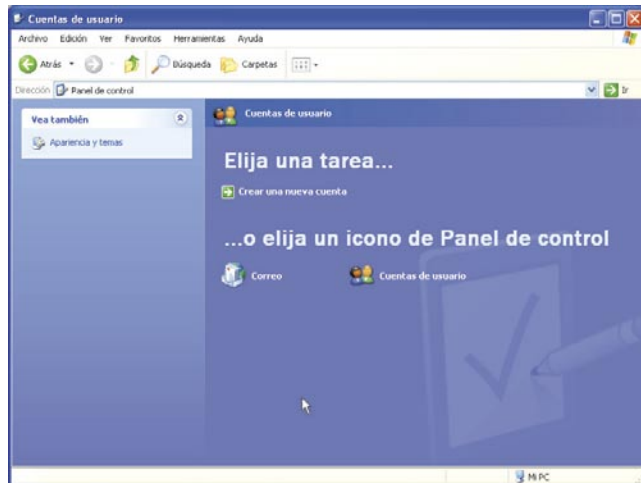 Cuentas de usuario
Archivo Edición Ver Favoritos Herramientas Ayuda
Atrás Búsqueda Carpetas
Dirección Panel de control Ir
Vea también
Apariencia y temas
Cuentas de usuario
Elija una tarea...
Crear una nueva cuenta
...o elija un icono de Panel de control
Correo Cuentas de usuario
Mi PC